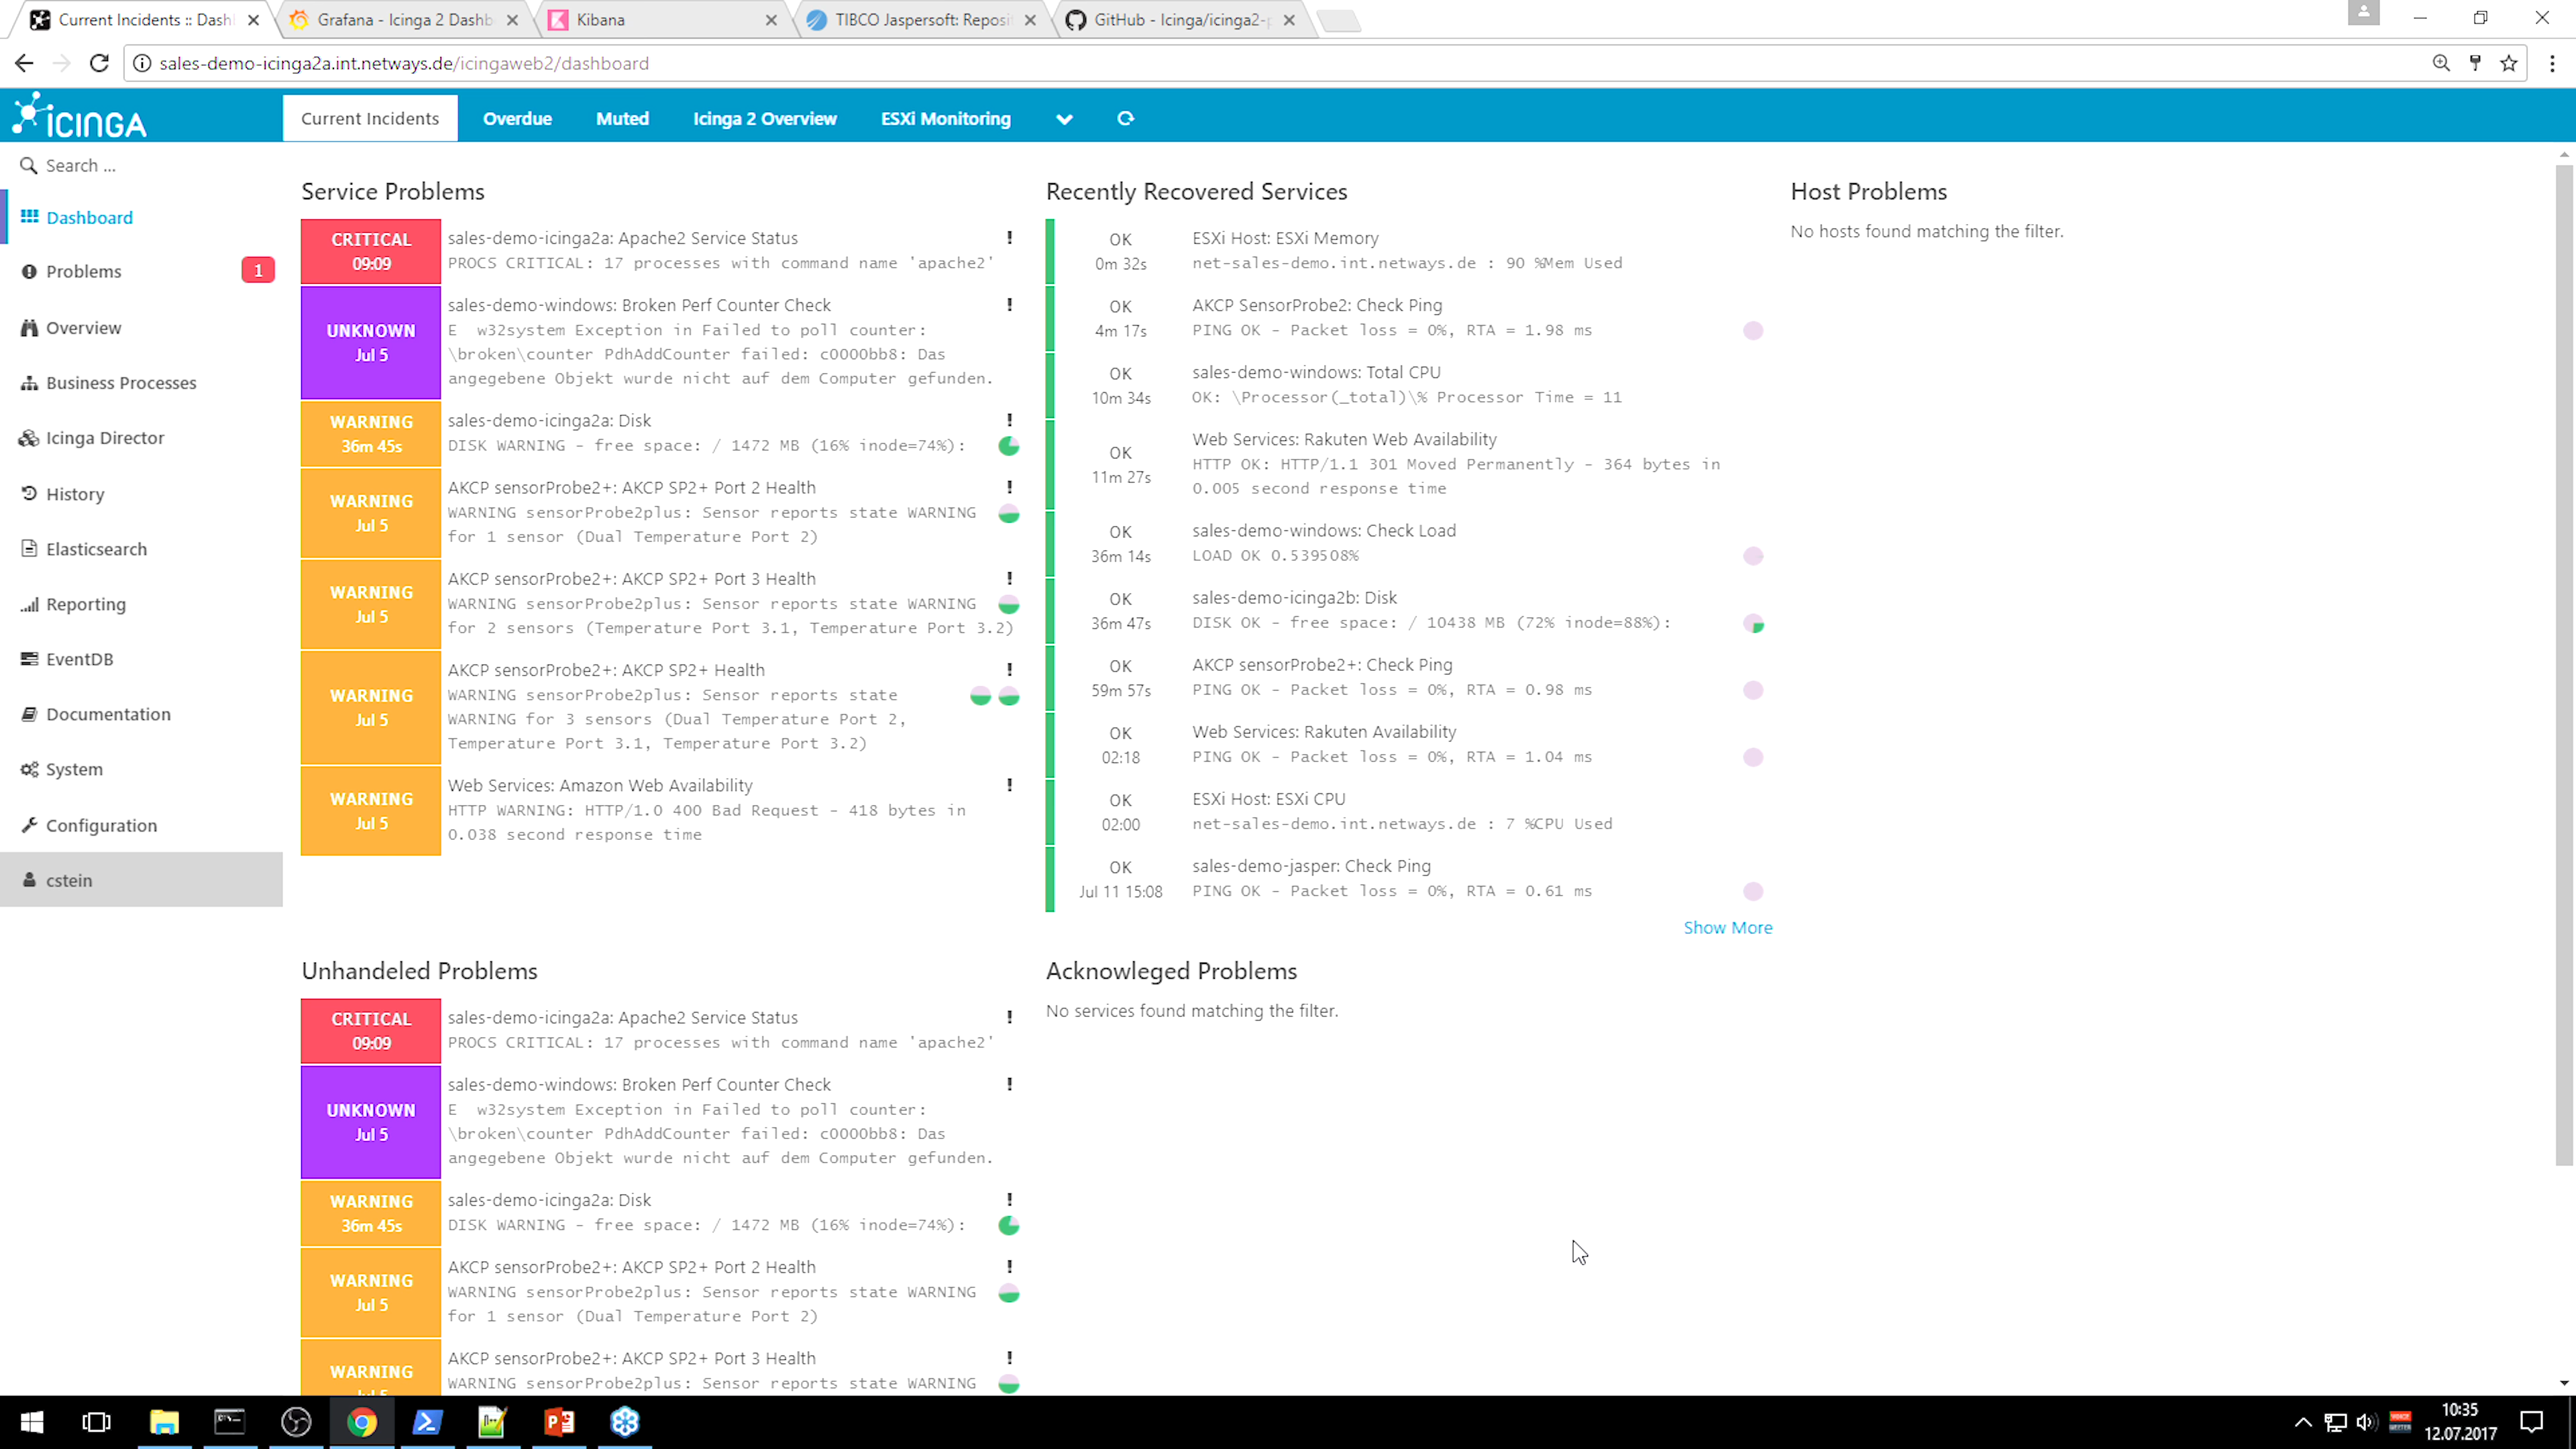 Current Incidents :: Dash
Grafana - Icinga 2 Dashb
Kibana
TIBCO Jaspersoft: Reposi
GitHub - Icinga/icinga2-p
sales-demo-icinga2a.int.netways.de/icingaweb2/dashboard
ICINGA
Current Incidents
Overdue
Muted
Icinga 2 Overview
ESXi Monitoring
Search ...
Dashboard
Problems
1
Overview
Business Processes
Icinga Director
History
Elasticsearch
Reporting
EventDB
Documentation
System
Configuration
cstein
Service Problems
CRITICAL
09:09
sales-demo-icinga2a: Apache2 Service Status
PROCS CRITICAL: 17 processes with command name 'apache2'
UNKNOWN
Jul 5
sales-demo-windows: Broken Perf Counter Check
E  w32system Exception in Failed to poll counter:
\broken\counter PdhAddCounter failed: c0000bb8: Das
angegebene Objekt wurde nicht auf dem Computer gefunden.
WARNING
36m 45s
sales-demo-icinga2a: Disk
DISK WARNING - free space: / 1472 MB (16% inode=74%):
WARNING
Jul 5
AKCP sensorProbe2+: AKCP SP2+ Port 2 Health
WARNING sensorProbe2plus: Sensor reports state WARNING
for 1 sensor (Dual Temperature Port 2)
WARNING
Jul 5
AKCP sensorProbe2+: AKCP SP2+ Port 3 Health
WARNING sensorProbe2plus: Sensor reports state WARNING
for 2 sensors (Temperature Port 3.1, Temperature Port 3.2)
WARNING
Jul 5
AKCP sensorProbe2+: AKCP SP2+ Health
WARNING sensorProbe2plus: Sensor reports state
WARNING for 3 sensors (Dual Temperature Port 2,
Temperature Port 3.1, Temperature Port 3.2)
WARNING
Jul 5
Web Services: Amazon Web Availability
HTTP WARNING: HTTP/1.0 400 Bad Request - 418 bytes in
0.038 second response time
Recently Recovered Services
OK
0m 32s
ESXi Host: ESXi Memory
net-sales-demo.int.netways.de : 90 %Mem Used
OK
4m 17s
AKCP SensorProbe2: Check Ping
PING OK - Packet loss = 0%, RTA = 1.98 ms
OK
10m 34s
sales-demo-windows: Total CPU
OK: \Processor(_total)\% Processor Time = 11
OK
11m 27s
Web Services: Rakuten Web Availability
HTTP OK: HTTP/1.1 301 Moved Permanently - 364 bytes in
0.005 second response time
OK
36m 14s
sales-demo-windows: Check Load
LOAD OK 0.539508%
OK
36m 47s
sales-demo-icinga2b: Disk
DISK OK - free space: / 10438 MB (72% inode=88%):
OK
59m 57s
AKCP sensorProbe2+: Check Ping
PING OK - Packet loss = 0%, RTA = 0.98 ms
OK
02:18
Web Services: Rakuten Availability
PING OK - Packet loss = 0%, RTA = 1.04 ms
OK
02:00
ESXi Host: ESXi CPU
net-sales-demo.int.netways.de : 7 %CPU Used
OK
Jul 11 15:08
sales-demo-jasper: Check Ping
PING OK - Packet loss = 0%, RTA = 0.61 ms
Show More
Host Problems
No hosts found matching the filter.
Unhandeled Problems
CRITICAL
09:09
sales-demo-icinga2a: Apache2 Service Status
PROCS CRITICAL: 17 processes with command name 'apache2'
UNKNOWN
Jul 5
sales-demo-windows: Broken Perf Counter Check
E  w32system Exception in Failed to poll counter:
\broken\counter PdhAddCounter failed: c0000bb8: Das
angegebene Objekt wurde nicht auf dem Computer gefunden.
WARNING
36m 45s
sales-demo-icinga2a: Disk
DISK WARNING - free space: / 1472 MB (16% inode=74%):
WARNING
Jul 5
AKCP sensorProbe2+: AKCP SP2+ Port 2 Health
WARNING sensorProbe2plus: Sensor reports state WARNING
for 1 sensor (Dual Temperature Port 2)
WARNING
Jul 5
AKCP sensorProbe2+: AKCP SP2+ Port 3 Health
WARNING sensorProbe2plus: Sensor reports state WARNING
Acknowleged Problems
No services found matching the filter.
10:35
12.07.2017